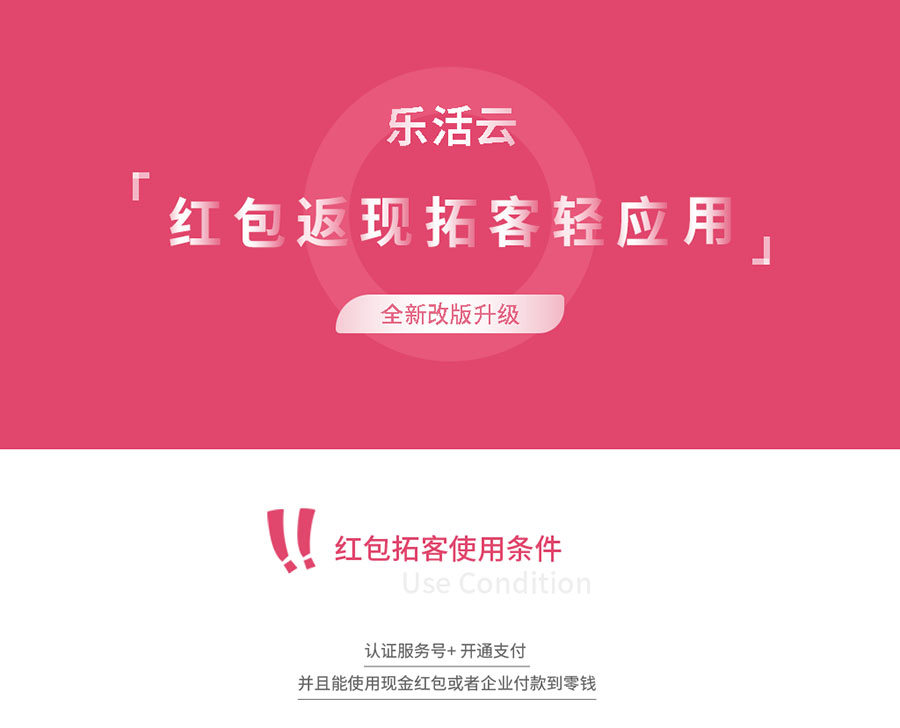 乐活云
「红包返现拓客轻应用」
全新改版升级
红包拓客使用条件
Use Condition
认证服务号+ 开通支付
并且能使用现金红包或者企业付款到零钱